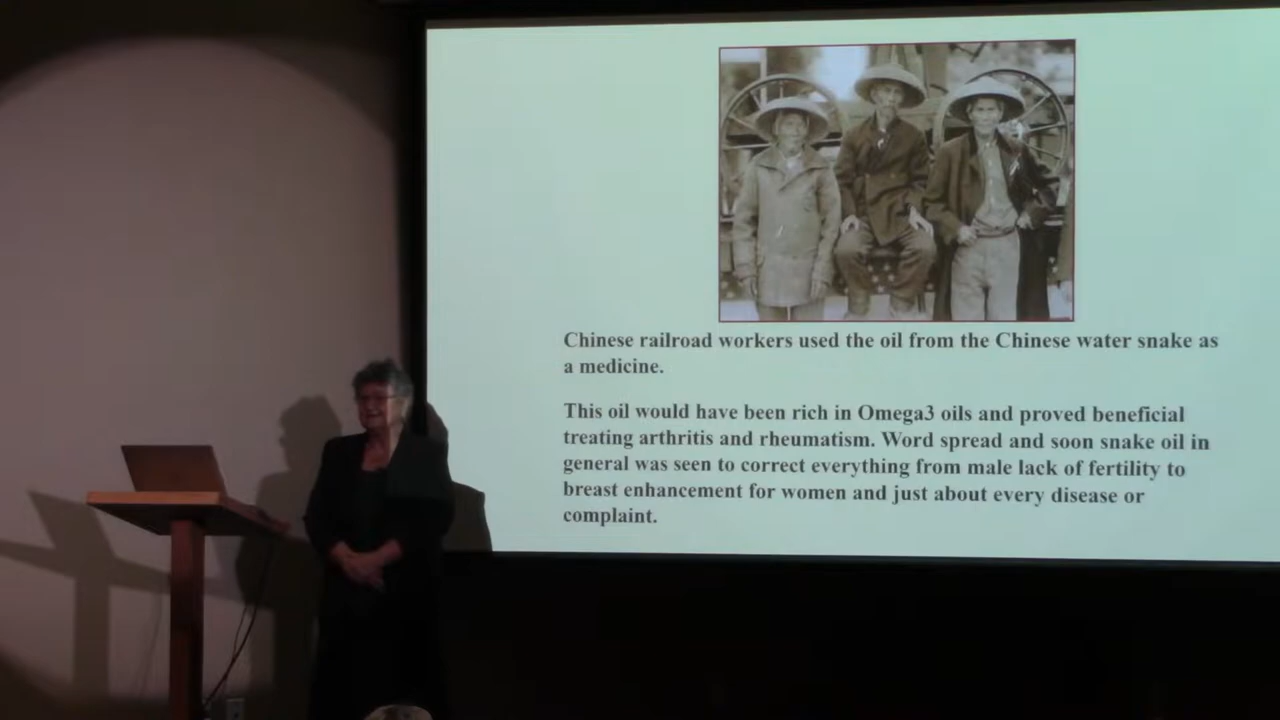 Chinese railroad workers used the oil from the Chinese water snake as
a medicine.
This oil would have been rich in Omega3 oils and proved beneficial
treating arthritis and rheumatism. Word spread and soon snake oil in
general was seen to correct everything from male lack of fertility to
breast enhancement for women and just about every disease or
complaint.